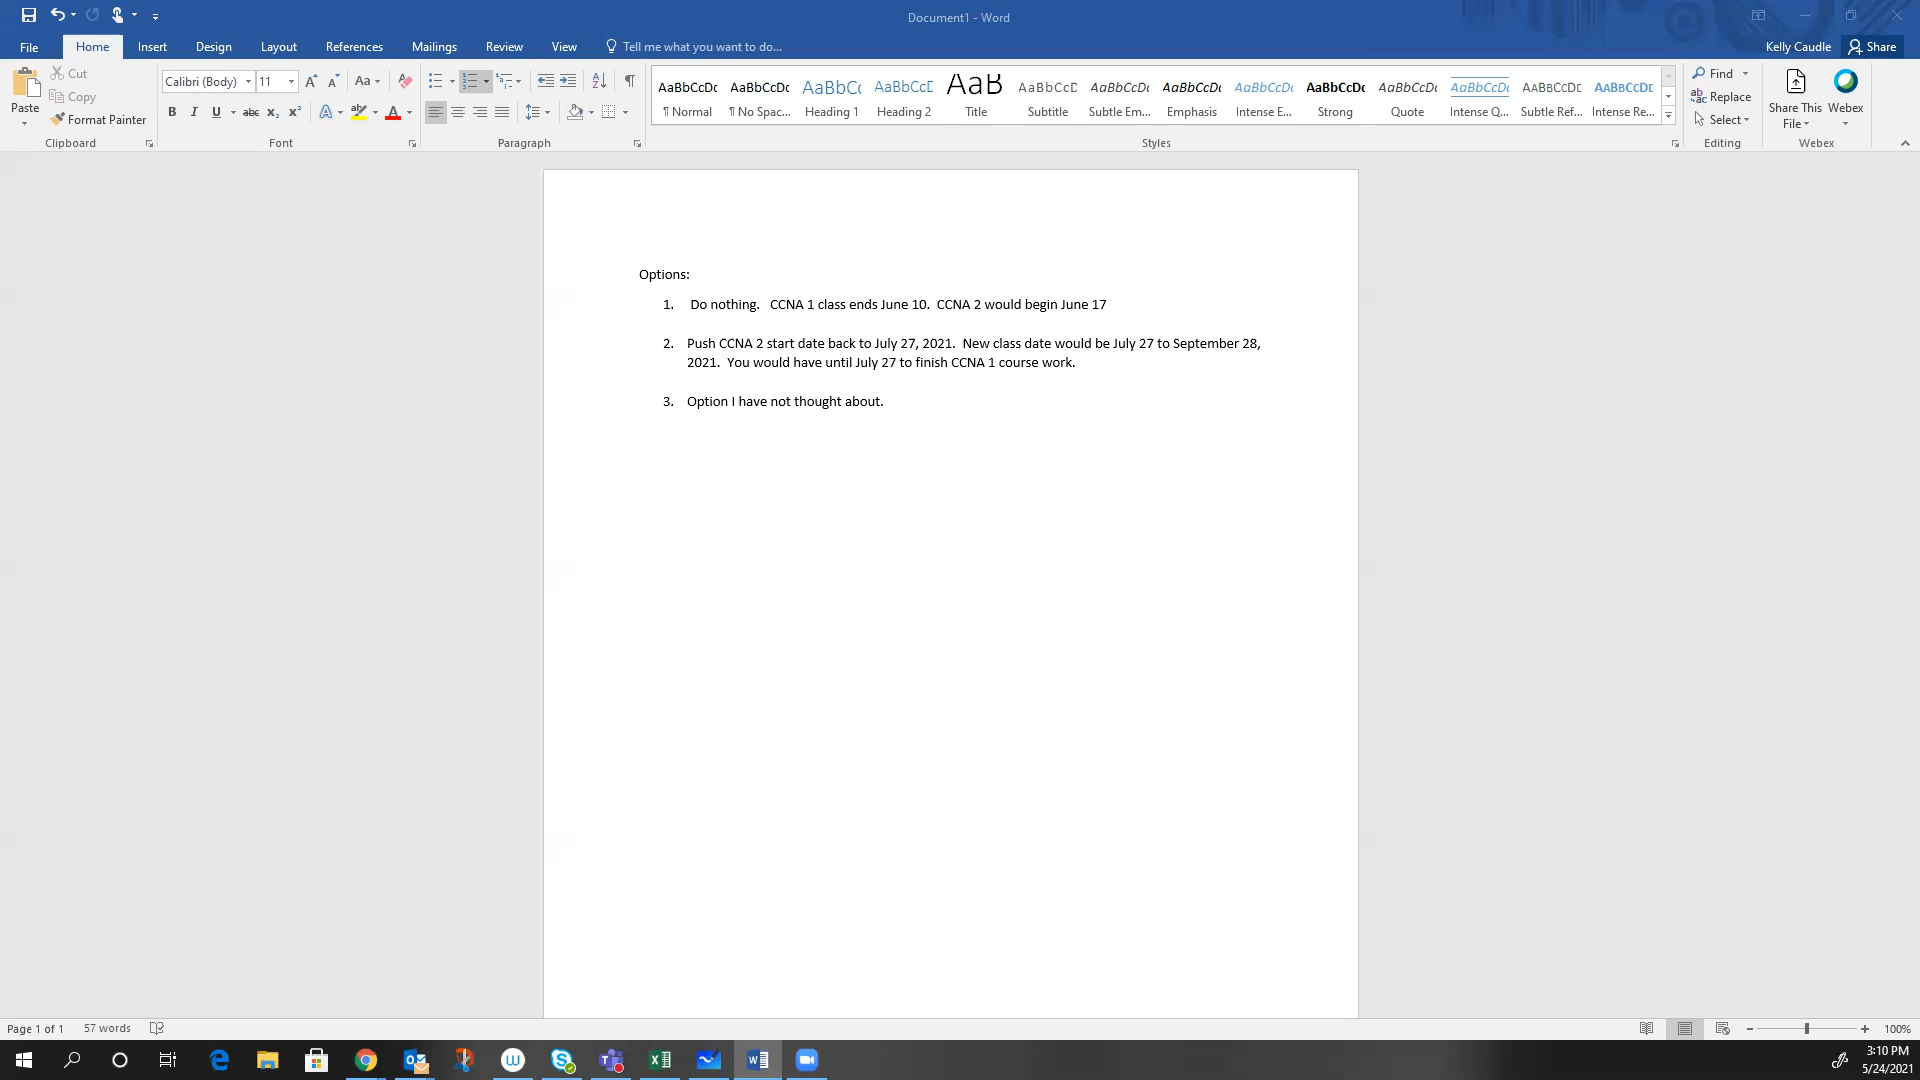 Document1 - Word
File Home Insert Design Layout References Mailings Review View Tell me what you want to do... Kelly Caudle Share
Paste Cut Copy Format Painter
Calibri (Body) 11
Aa
B I U abc x₂ x² A ab A
AaBbCcDc AaBbCcDc AaBbCc AaBbCcD AaB AaBbCcD AaBbCcDc AaBbCcDc AaBbCcDc AaBbCcDc AaBbCcDc AaBbCcDc AABBCCDC AABBCCDC
¶ Normal ¶ No Spac... Heading 1 Heading 2 Title Subtitle Subtle Em... Emphasis Intense E... Strong Quote Intense Q... Subtle Ref... Intense Re...
Find
Replace
Select
Share This File
Webex
Clipboard Font Paragraph Styles Editing Webex
Options:
1. Do nothing. CCNA 1 class ends June 10. CCNA 2 would begin June 17
2. Push CCNA 2 start date back to July 27, 2021. New class date would be July 27 to September 28,
2021. You would have until July 27 to finish CCNA 1 course work.
3. Option I have not thought about.
Page 1 of 1 57 words 100%
3:10 PM
5/24/2021